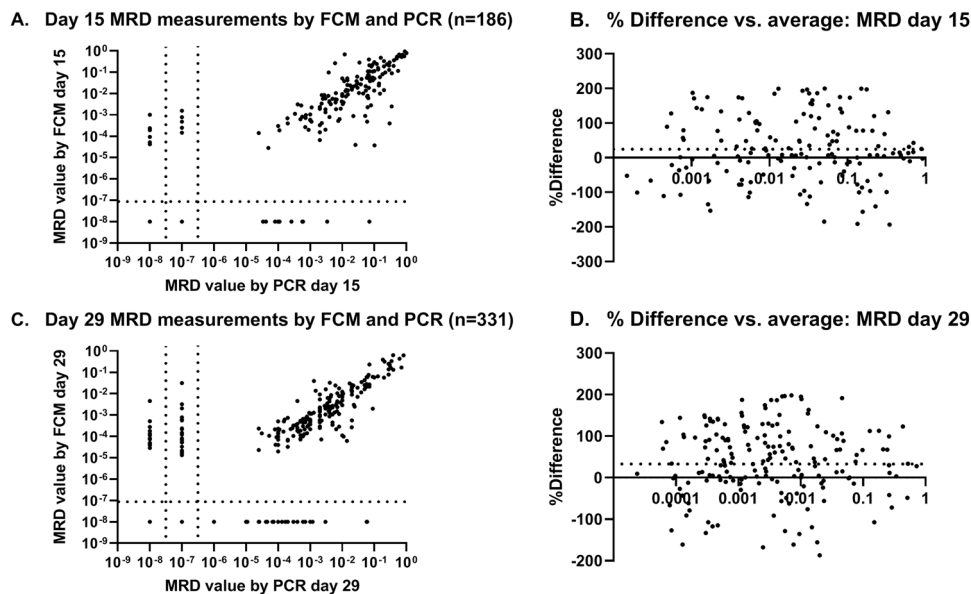 A. Day 15 MRD measurements by FCM and PCR (n=186)
MRD value by FCM day 15
10⁰
10⁻¹
10⁻²
10⁻³
10⁻⁴
10⁻⁵
10⁻⁶
10⁻⁷
10⁻⁸
10⁻⁹
10⁻⁹ 10⁻⁸ 10⁻⁷ 10⁻⁶ 10⁻⁵ 10⁻⁴ 10⁻³ 10⁻² 10⁻¹ 10⁰
MRD value by PCR day 15
B. % Difference vs. average: MRD day 15
%Difference
300
200
100
0
-100
-200
-300
0.001 0.01 0.1 1
C. Day 29 MRD measurements by FCM and PCR (n=331)
MRD value by FCM day 29
10⁰
10⁻¹
10⁻²
10⁻³
10⁻⁴
10⁻⁵
10⁻⁶
10⁻⁷
10⁻⁸
10⁻⁹
10⁻⁹ 10⁻⁸ 10⁻⁷ 10⁻⁶ 10⁻⁵ 10⁻⁴ 10⁻³ 10⁻² 10⁻¹ 10⁰
MRD value by PCR day 29
D. % Difference vs. average: MRD day 29
%Difference
300
200
100
0
-100
-200
0.0001 0.001 0.01 0.1 1